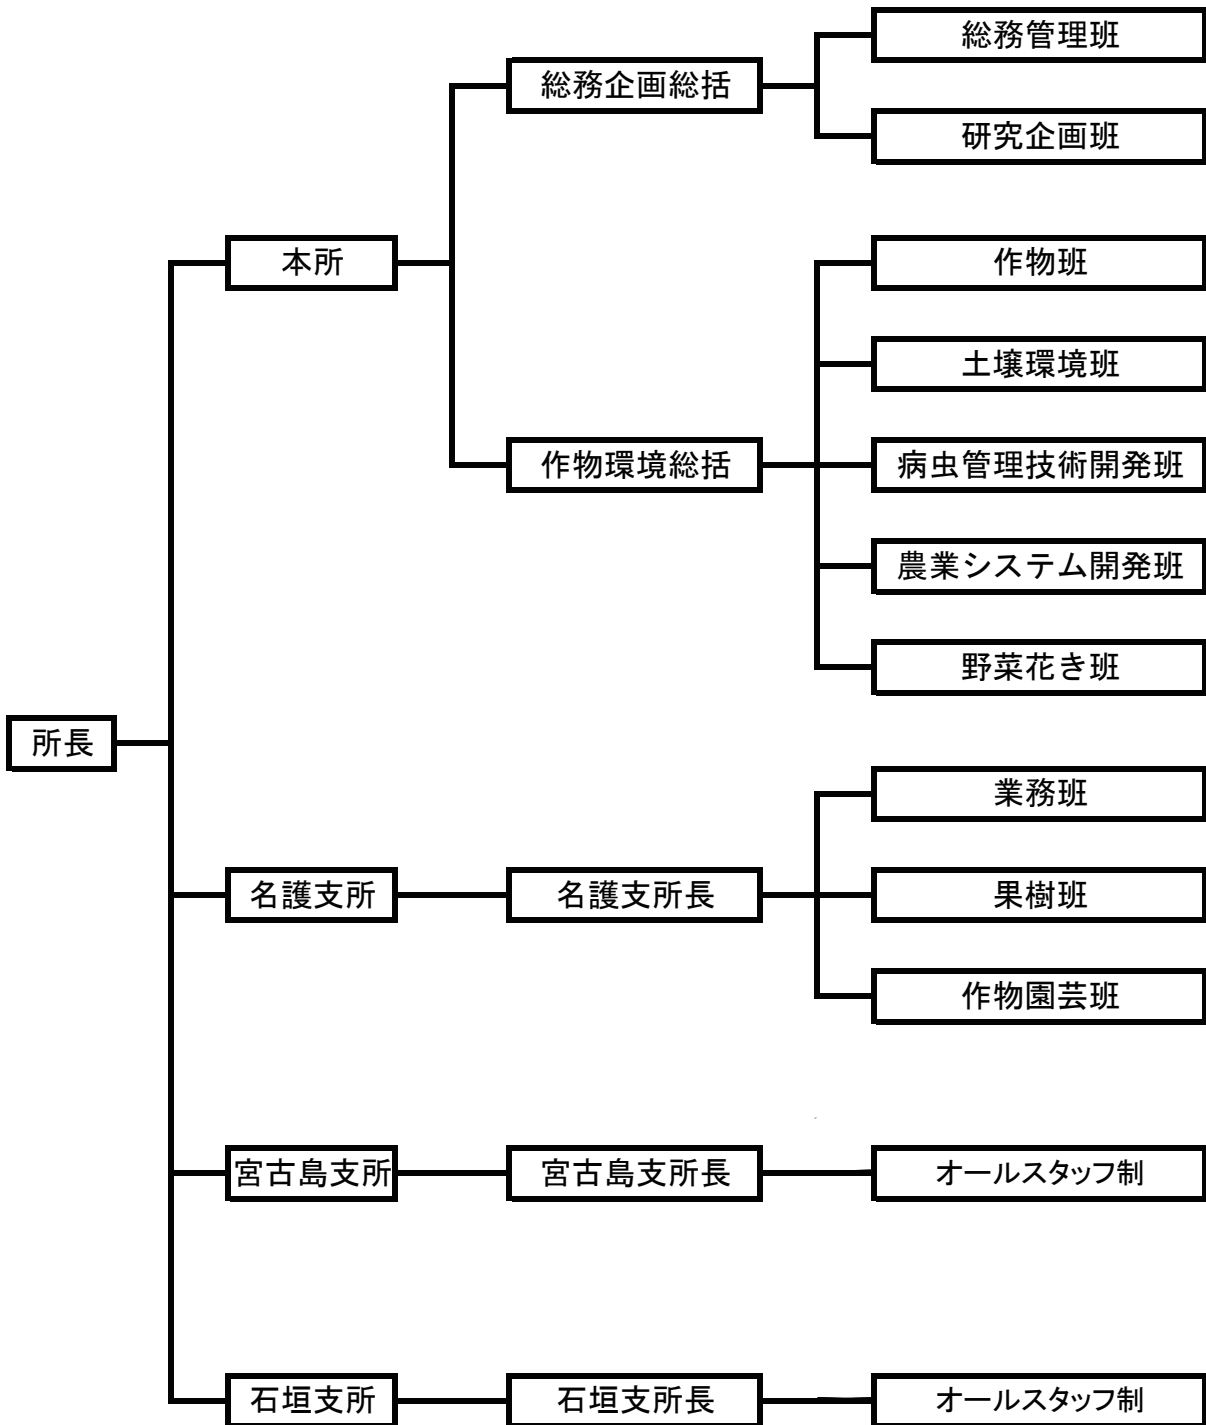 所長
本所
総務企画総括
総務管理班
研究企画班
作物環境総括
作物班
土壌環境班
病虫管理技術開発班
農業システム開発班
野菜花き班
名護支所
名護支所長
業務班
果樹班
作物園芸班
宮古島支所
宮古島支所長
オールスタッフ制
石垣支所
石垣支所長
オールスタッフ制